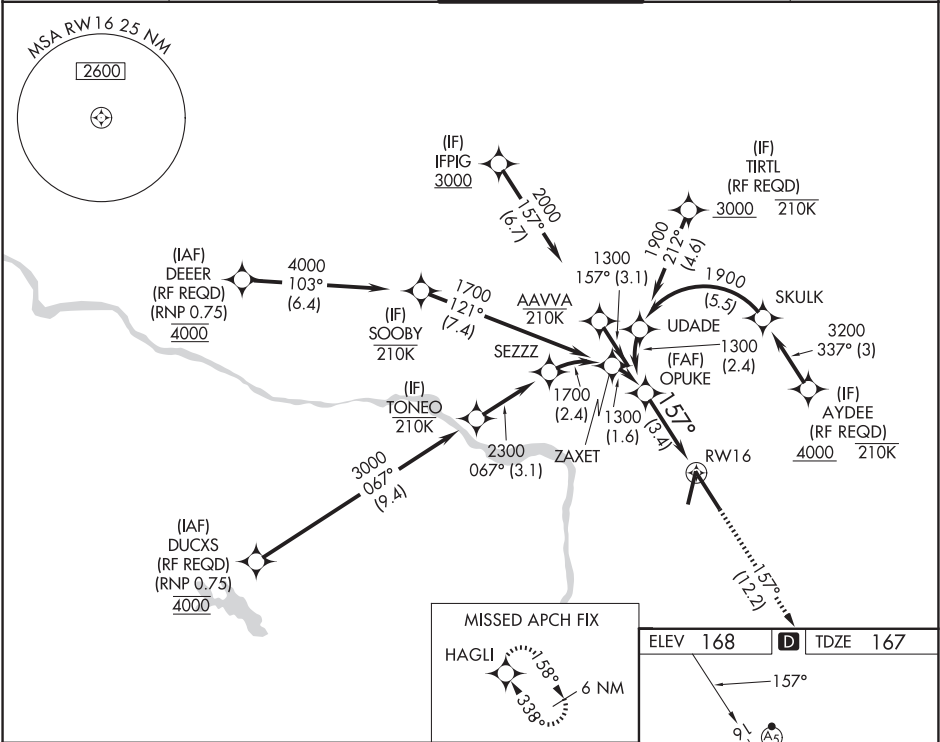 MSA RW16 25 NM
2600
(IF)
IFPIG
3000
2000
157°
(6.7)
(IF)
TIRTL
(RF REQD)
3000 210K
1900
212°
(4.6)
(IAF)
DEEER
(RF REQD)
(RNP 0.75)
4000
4000
103°
(6.4)
(IF)
SOOBY
210K
1700
121°
(7.4)
1300
157° (3.1)
AAVVA
210K
1900
(5.5)
SKULK
UDADE
3200
337° (3)
1300
(2.4)
(FAF)
OPUKE
(IF)
AYDEE
(RF REQD)
4000 210K
SEZZZ
1700
(2.4)
ZAXET
1300
(1.6)
157°
(3.4)
RW16
(IF)
TONEO
210K
2300
067° (3.1)
3000
067°
(9.4)
(IAF)
DUCXS
(RF REQD)
(RNP 0.75)
4000
157°
(12.2)
MISSED APCH FIX
HAGLI
158°
338°
6 NM
ELEV 168 D TDZE 167
157°
16
A5